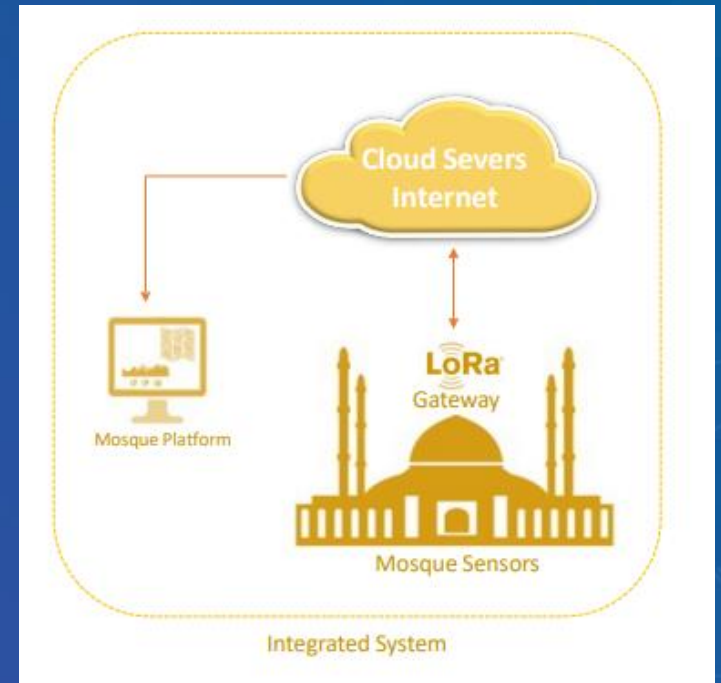 Cloud Severs
Internet
LoRa
Gateway
Mosque Platform
Mosque Sensors
Integrated System